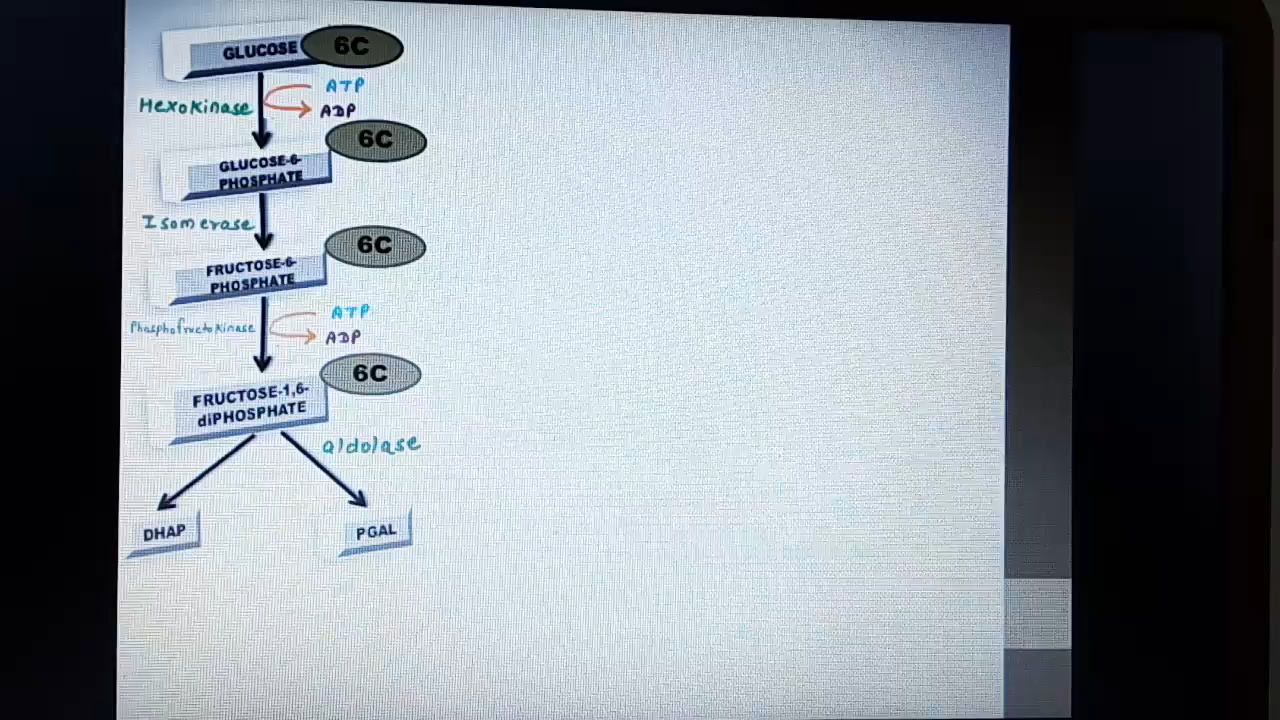 GLUCOSE 6C
ATP
Hexokinase
ADP
6C
GLUCOSE-6-
PHOSPHATE
Isomerase
6C
FRUCTOSE-6-
PHOSPHATE
ATP
Phosphofructokinase
ADP
6C
FRUCTOSE-1,6-
diPHOSPHATE
aldolase
DHAP PGAL